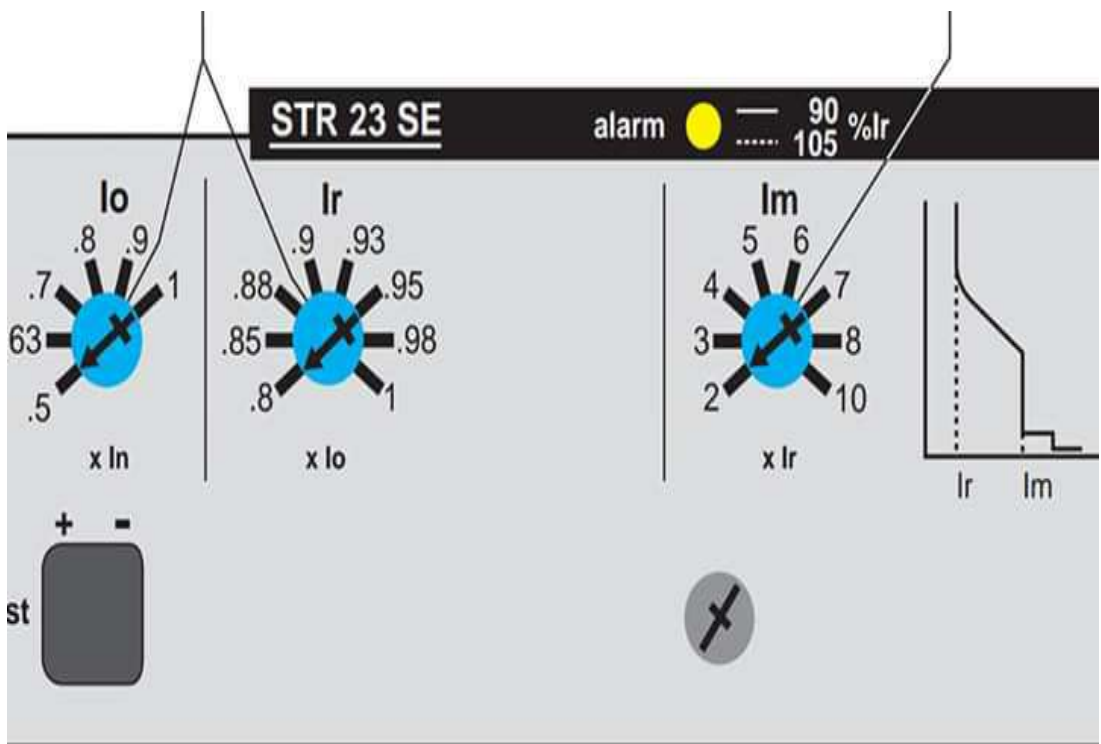 STR 23 SE
alarm 90 %Ir
105
Io
.5 63 .7 .8 .9 1
x In
Ir
.8 .85 .88 .9 .93 .95 .98 1
x Io
Im
2 3 4 5 6 7 8 10
x Ir
Ir Im
+ -
st